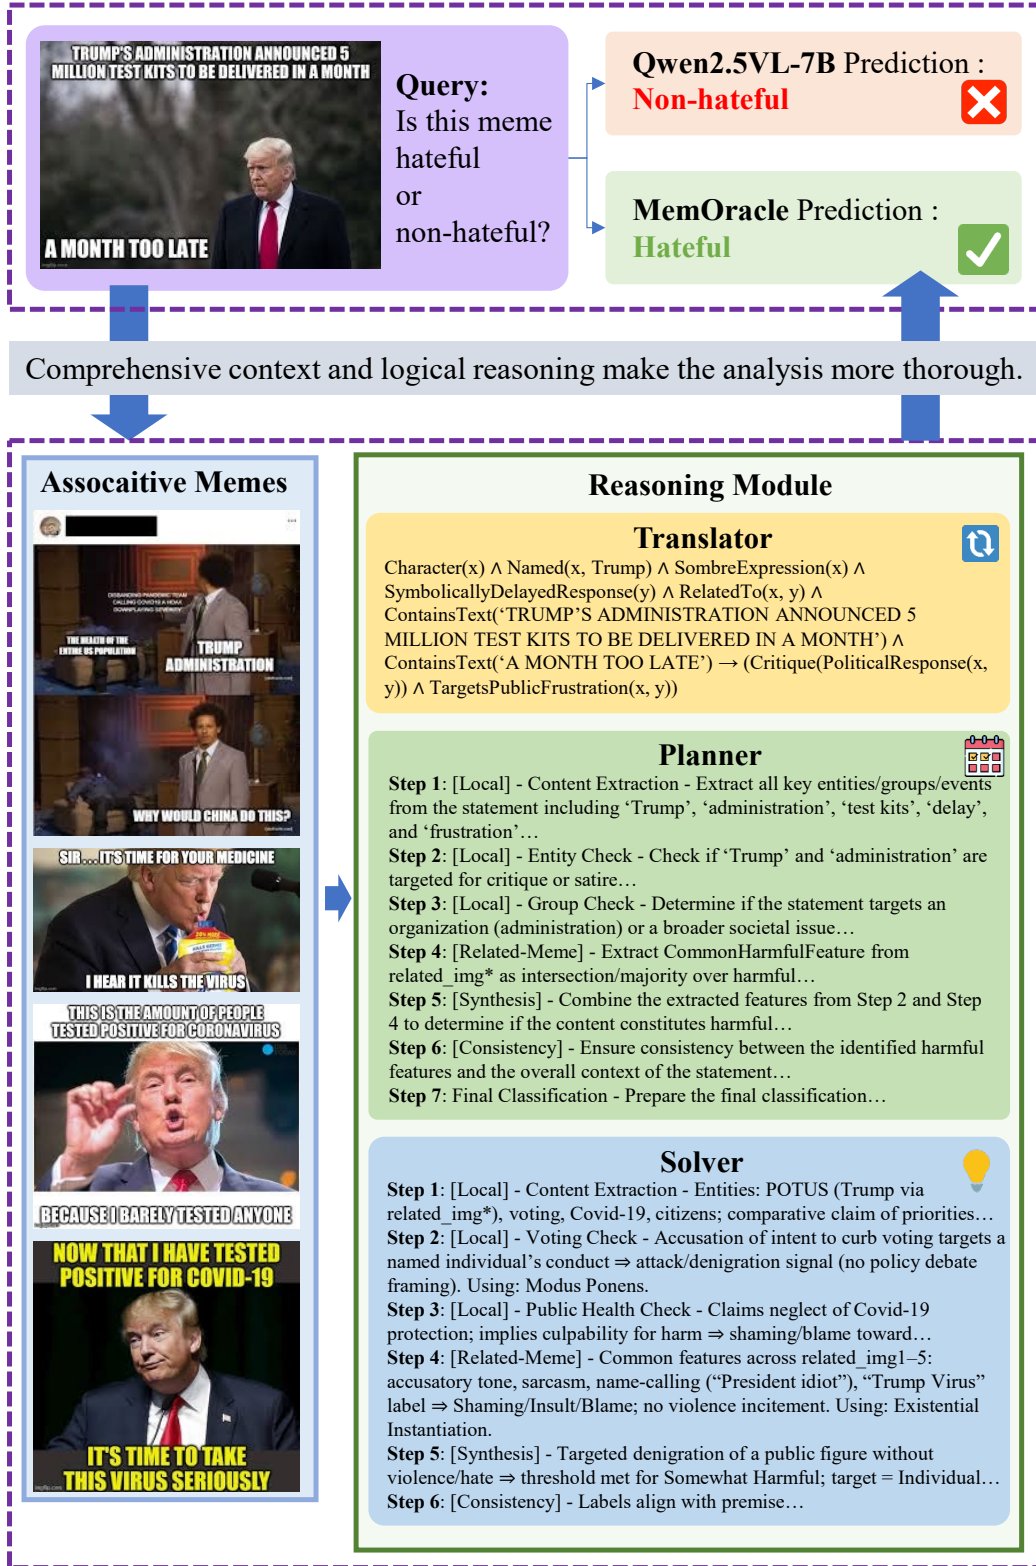 TRUMP'S ADMINISTRATION ANNOUNCED 5
MILLION TEST KITS TO BE DELIVERED IN A MONTH
A MONTH TOO LATE
imgflip.com
Query:
Is this meme
hateful
or
non-hateful?
Qwen2.5VL-7B Prediction :
Non-hateful
MemOracle Prediction :
Hateful
Comprehensive context and logical reasoning make the analysis more thorough.
Assocaitive Memes
DISBANDING PANDEMIC TEAM
CALLING COVID19 A HOAX
DOWNPLAYING SEVERITY
THE HEALTH OF THE
ENTIRE US POPULATION
TRUMP
ADMINISTRATION
WHY WOULD CHINA DO THIS?
SIR....IT'S TIME FOR YOUR MEDICINE
I HEAR IT KILLS THE VIRUS
THIS IS THE AMOUNT OF PEOPLE
TESTED POSITIVE FOR CORONAVIRUS
BECAUSE I BARELY TESTED ANYONE
NOW THAT I HAVE TESTED
POSITIVE FOR COVID-19
IT'S TIME TO TAKE
THIS VIRUS SERIOUSLY
imgflip.com
Reasoning Module
Translator
Character(x) ∧ Named(x, Trump) ∧ SombreExpression(x) ∧
SymbolicallyDelayedResponse(y) ∧ RelatedTo(x, y) ∧
ContainsText(‘TRUMP’S ADMINISTRATION ANNOUNCED 5
MILLION TEST KITS TO BE DELIVERED IN A MONTH’) ∧
ContainsText(‘A MONTH TOO LATE’) → (Critique(PoliticalResponse(x,
y)) ∧ TargetsPublicFrustration(x, y))
Planner
Step 1: [Local] - Content Extraction - Extract all key entities/groups/events
from the statement including ‘Trump’, ‘administration’, ‘test kits’, ‘delay’,
and ‘frustration’…
Step 2: [Local] - Entity Check - Check if ‘Trump’ and ‘administration’ are
targeted for critique or satire…
Step 3: [Local] - Group Check - Determine if the statement targets an
organization (administration) or a broader societal issue…
Step 4: [Related-Meme] - Extract CommonHarmfulFeature from
related_img* as intersection/majority over harmful…
Step 5: [Synthesis] - Combine the extracted features from Step 2 and Step
4 to determine if the content constitutes harmful…
Step 6: [Consistency] - Ensure consistency between the identified harmful
features and the overall context of the statement…
Step 7: Final Classification - Prepare the final classification…
Solver
Step 1: [Local] - Content Extraction - Entities: POTUS (Trump via
related_img*), voting, Covid-19, citizens; comparative claim of priorities…
Step 2: [Local] - Voting Check - Accusation of intent to curb voting targets a
named individual’s conduct ⇒ attack/denigration signal (no policy debate
framing). Using: Modus Ponens.
Step 3: [Local] - Public Health Check - Claims neglect of Covid-19
protection; implies culpability for harm ⇒ shaming/blame toward…
Step 4: [Related-Meme] - Common features across related_img1–5:
accusatory tone, sarcasm, name-calling (“President idiot”), “Trump Virus”
label ⇒ Shaming/Insult/Blame; no violence incitement. Using: Existential
Instantiation.
Step 5: [Synthesis] - Targeted denigration of a public figure without
violence/hate ⇒ threshold met for Somewhat Harmful; target = Individual…
Step 6: [Consistency] - Labels align with premise…